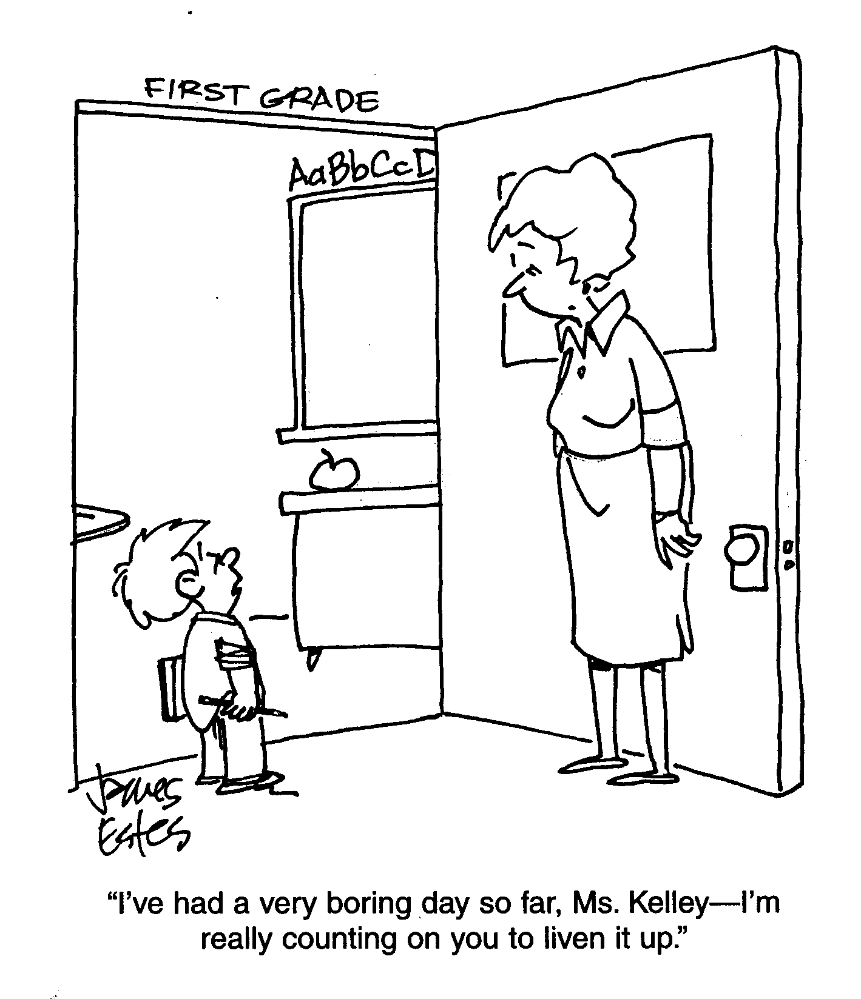 FIRST GRADE
AaBbCcD
James
Estes
“I’ve had a very boring day so far, Ms. Kelley—I’m
really counting on you to liven it up.”